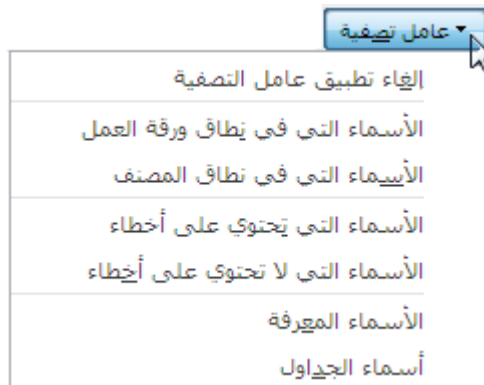 عامل تصفية
إلغاء تطبيق عامل التصفية
الأسماء التي في نطاق ورقة العمل
الأسماء التي في نطاق المصنف
الأسماء التي تحتوي على أخطاء
الأسماء التي لا تحتوي على أخطاء
الأسماء المعرفة
أسماء الجداول